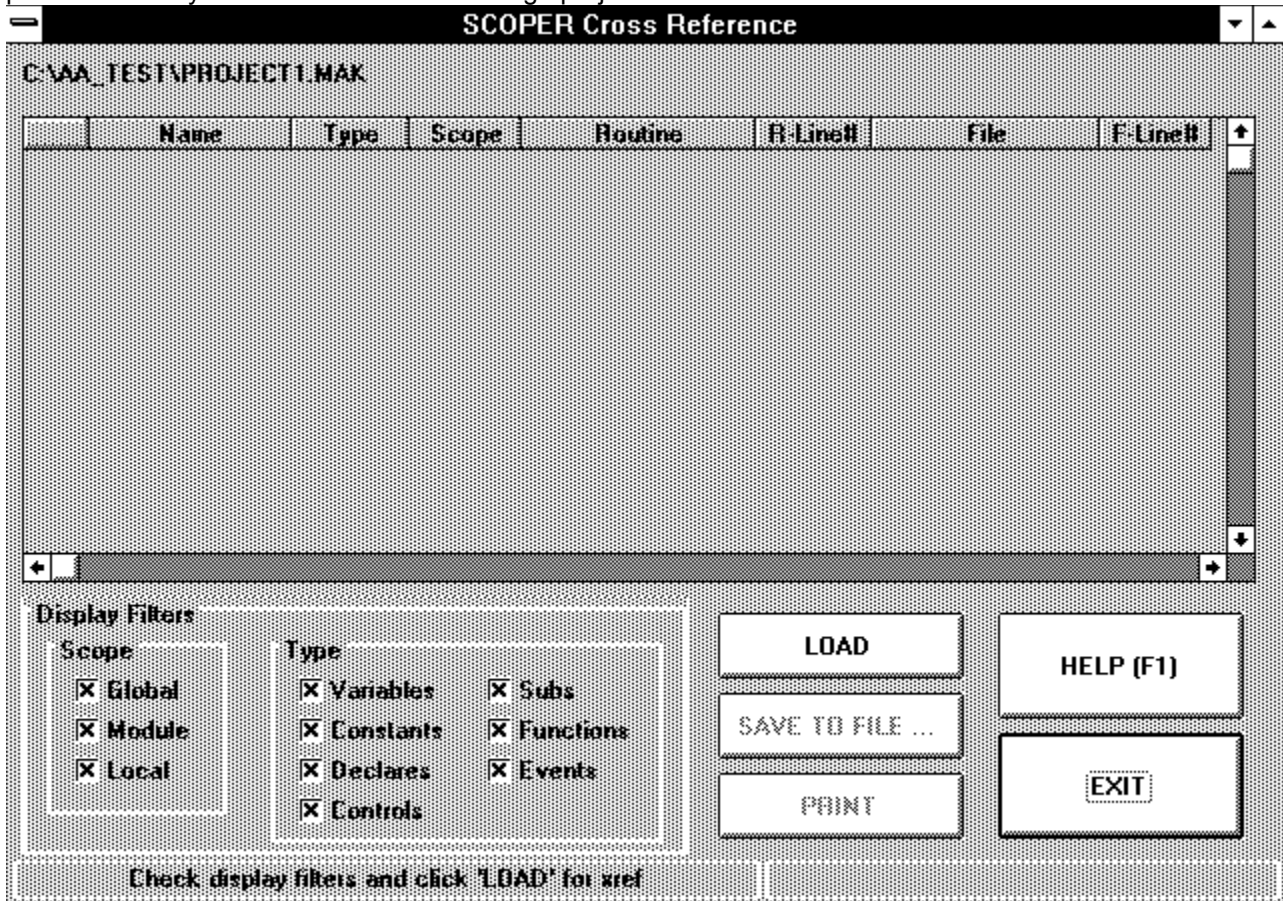 SCOPER Cross Reference
C:\AA_TEST\PROJECT1.MAK
Name Type Scope Routine R-Line# File F-Line#
Display Filters
Scope
Global
Module
Local
Type
Variables Subs
Constants Functions
Declares Events
Controls
LOAD
SAVE TO FILE ...
PRINT
HELP (F1)
EXIT
Check display filters and click 'LOAD' for xref